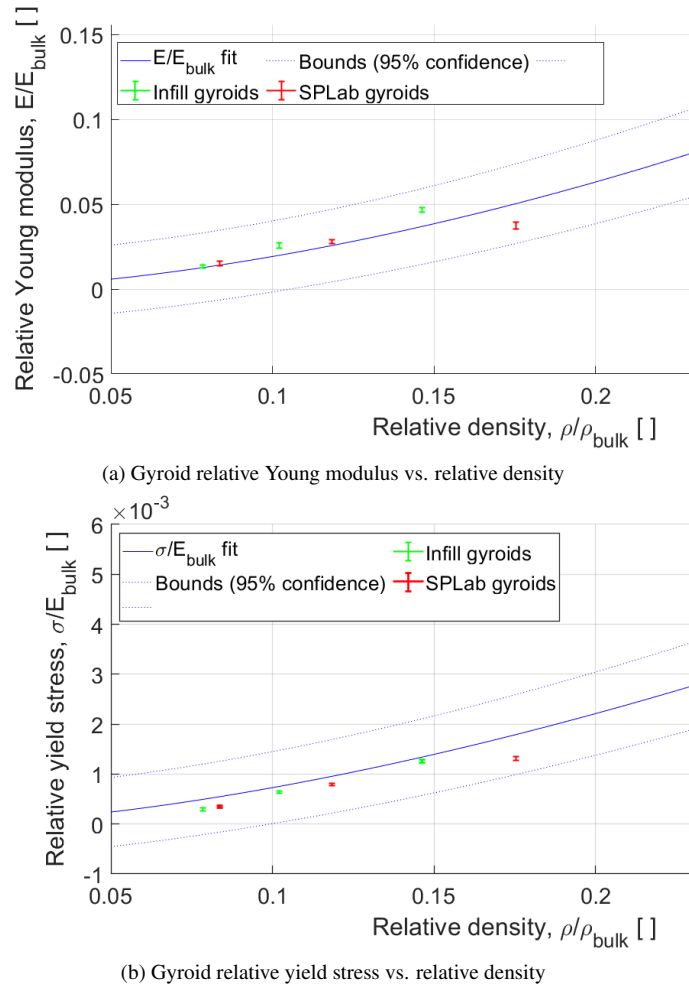 0.15
0.1
0.05
0
-0.05
Relative Young modulus, E/E_bulk [ ]
E/E_bulk fit
Bounds (95% confidence)
Infill gyroids
SPLab gyroids
0.05 0.1 0.15 0.2
Relative density, ρ/ρ_bulk [ ]
(a) Gyroid relative Young modulus vs. relative density
×10⁻³
6
5
4
3
2
1
0
-1
Relative yield stress, σ/E_bulk [ ]
σ/E_bulk fit
Bounds (95% confidence)
Infill gyroids
SPLab gyroids
0.05 0.1 0.15 0.2
Relative density, ρ/ρ_bulk [ ]
(b) Gyroid relative yield stress vs. relative density